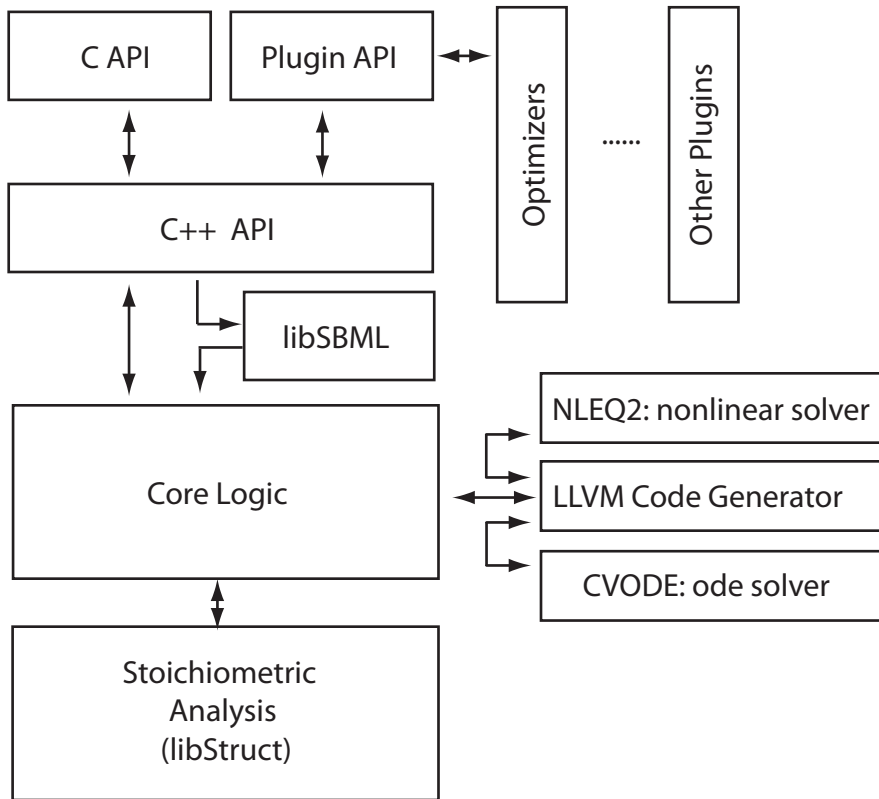 C API
Plugin API
Optimizers
......
Other Plugins
C++ API
libSBML
NLEQ2: nonlinear solver
Core Logic
LLVM Code Generator
CVODE: ode solver
Stoichiometric
Analysis
(libStruct)